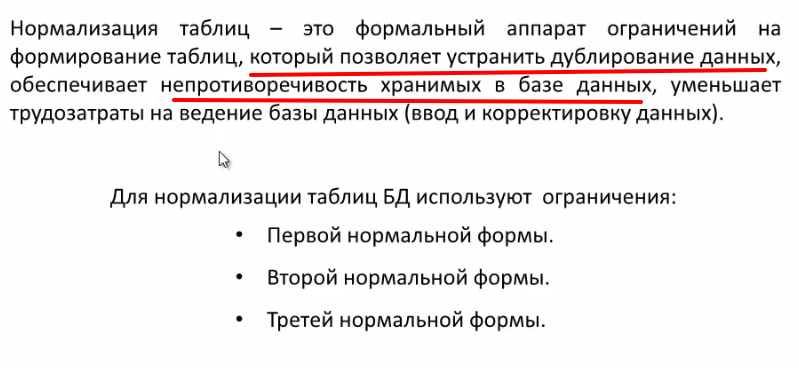 Нормализация таблиц – это формальный аппарат ограничений на
формирование таблиц, который позволяет устранить дублирование данных,
обеспечивает непротиворечивость хранимых в базе данных, уменьшает
трудозатраты на ведение базы данных (ввод и корректировку данных).
Для нормализации таблиц БД используют ограничения:
• Первой нормальной формы.
• Второй нормальной формы.
• Третей нормальной формы.